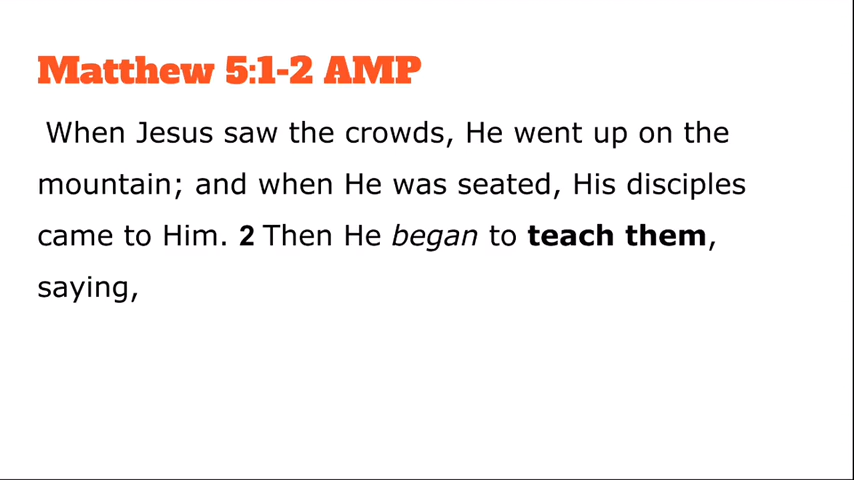 Matthew 5:1-2 AMP
When Jesus saw the crowds, He went up on the
mountain; and when He was seated, His disciples
came to Him. 2 Then He began to teach them,
saying,